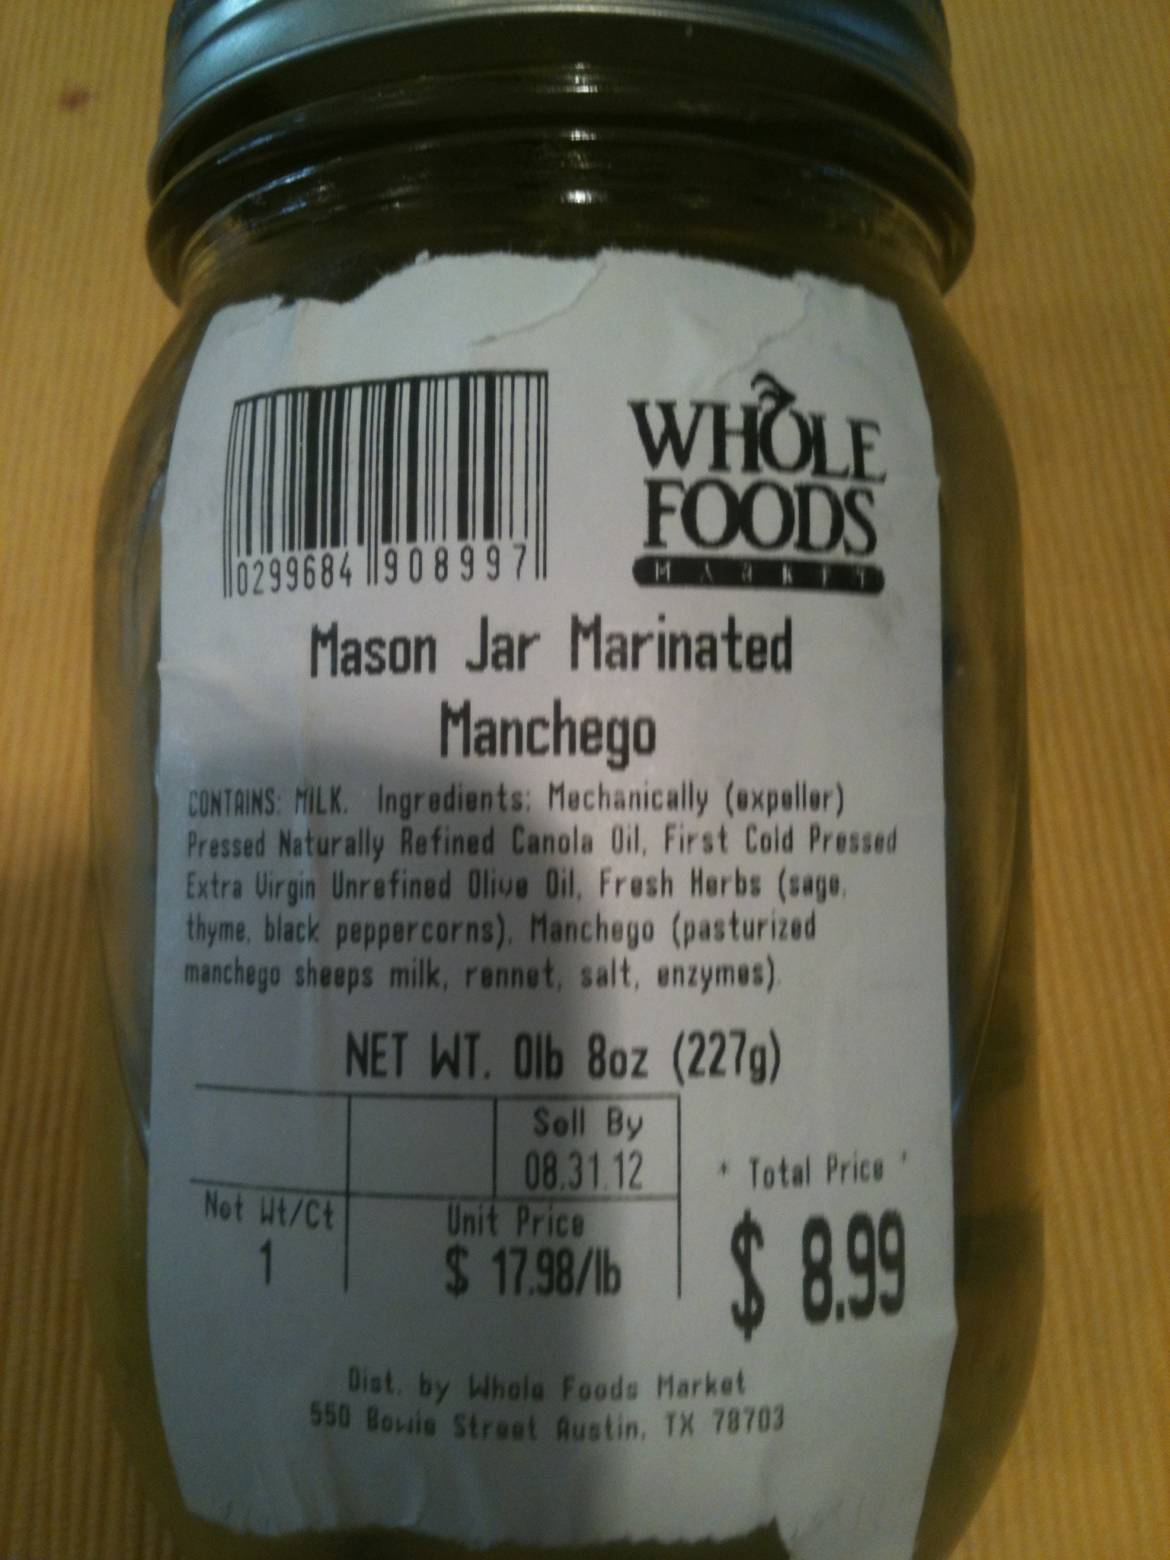 0299684 908997
WHOLE
FOODS
MARKET
Mason Jar Marinated
Manchego
CONTAINS: MILK. Ingredients: Mechanically (expeller)
Pressed Naturally Refined Canola Oil, First Cold Pressed
Extra Virgin Unrefined Olive Oil, Fresh Herbs (sage,
thyme, black peppercorns), Manchego (pasturized
manchego sheeps milk, rennet, salt, enzymes).
NET WT. 0lb 8oz (227g)
Sell By
08.31.12
* Total Price *
Net Wt/Ct
Unit Price
1
$ 17.98/lb
$ 8.99
Dist. by Whole Foods Market
550 Bowie Street Austin, TX 78703